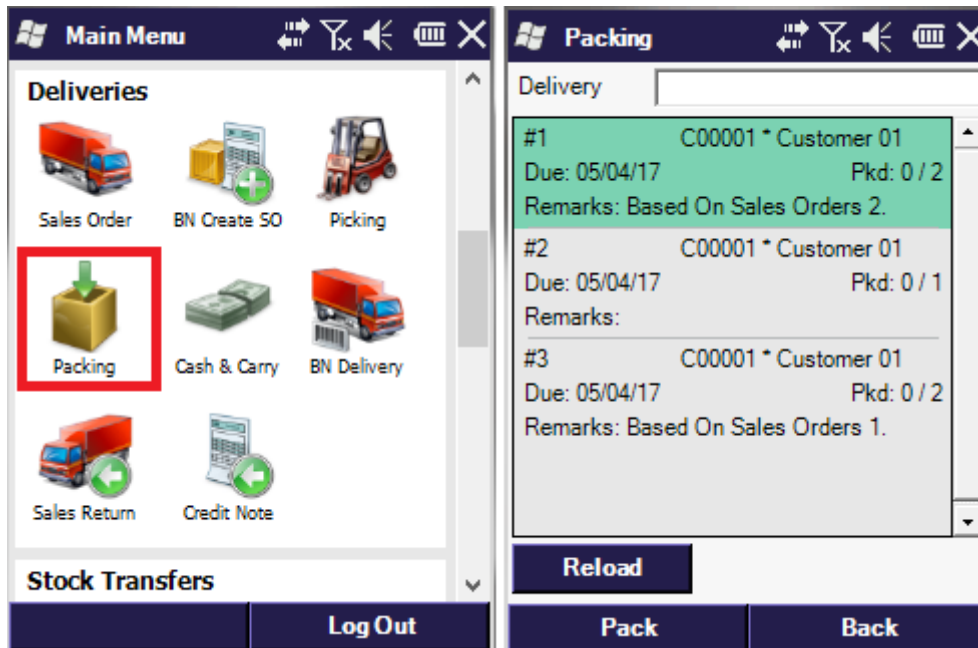 Main Menu
Deliveries
Sales Order
BN Create SO
Picking
Packing
Cash & Carry
BN Delivery
Sales Return
Credit Note
Stock Transfers
Log Out
Packing
Delivery
#1 C00001 * Customer 01
Due: 05/04/17 Pkd: 0 / 2
Remarks: Based On Sales Orders 2.
#2 C00001 * Customer 01
Due: 05/04/17 Pkd: 0 / 1
Remarks:
#3 C00001 * Customer 01
Due: 05/04/17 Pkd: 0 / 2
Remarks: Based On Sales Orders 1.
Reload
Pack
Back